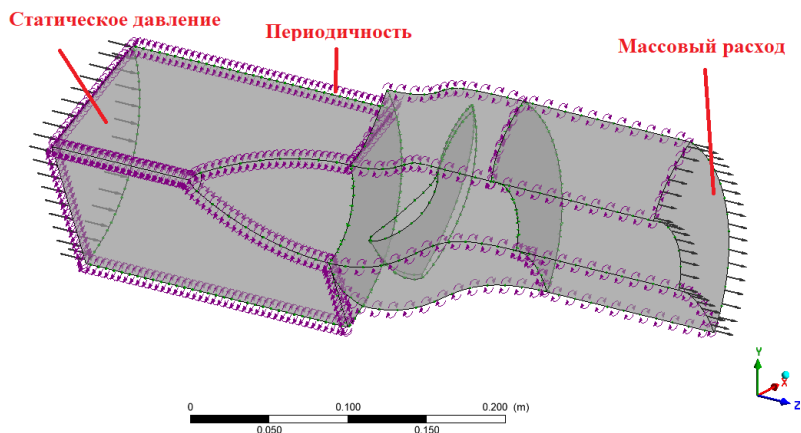 Статическое давление
Периодичность
Массовый расход
Y
X
Z
0 0.100 0.200 (m)
0.050 0.150